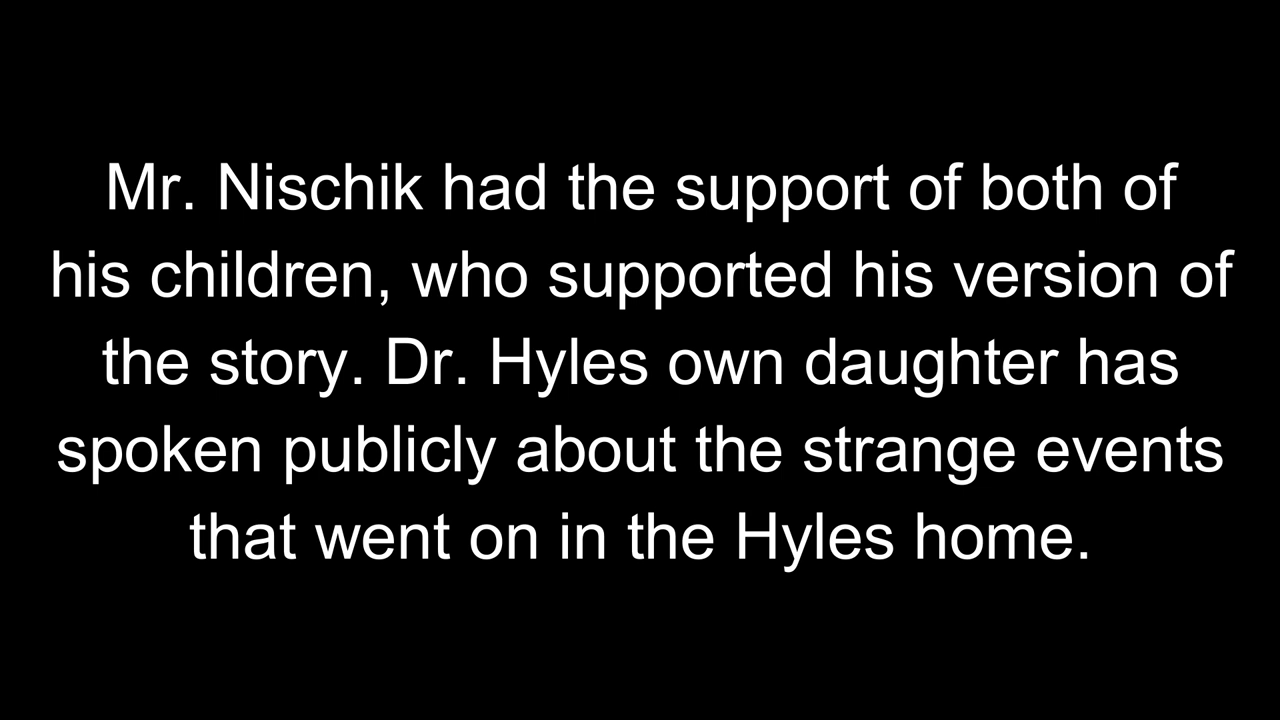 Mr. Nischik had the support of both of
his children, who supported his version of
the story. Dr. Hyles own daughter has
spoken publicly about the strange events
that went on in the Hyles home.